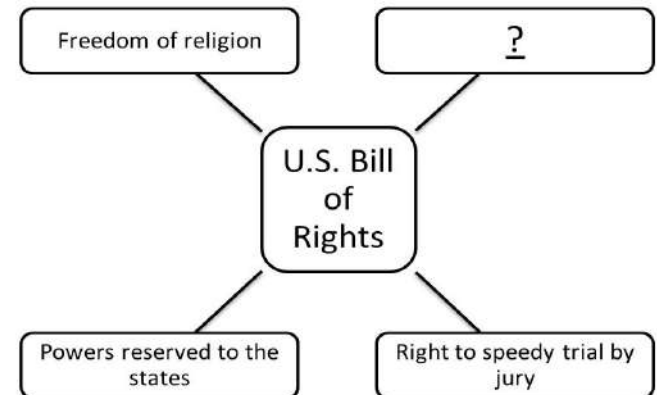 Freedom of religion
?
U.S. Bill
of
Rights
Powers reserved to the
states
Right to speedy trial by
jury